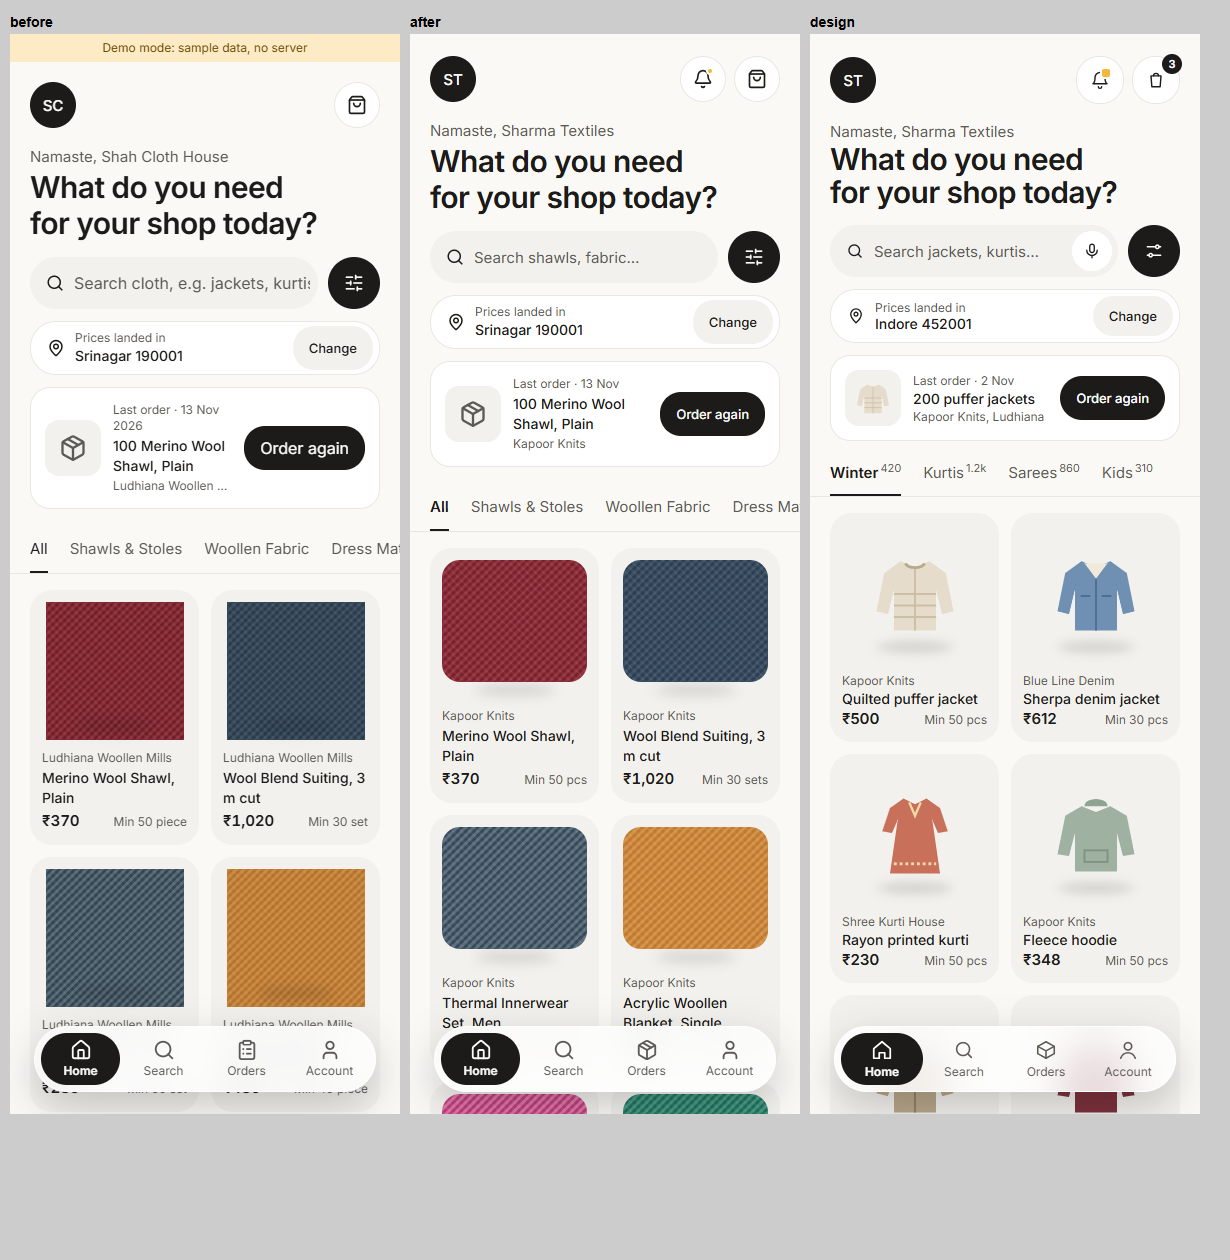 before
Demo mode: sample data, no server
SC
Namaste, Shah Cloth House
What do you need
for your shop today?
Search cloth, e.g. jackets, kurtis
Prices landed in
Srinagar 190001
Change
Last order · 13 Nov
2026
100 Merino Wool
Shawl, Plain
Ludhiana Woollen ...
Order again
All Shawls & Stoles Woollen Fabric Dress Mat
Ludhiana Woollen Mills
Merino Wool Shawl,
Plain
₹370 Min 50 piece
Ludhiana Woollen Mills
Wool Blend Suiting, 3
m cut
₹1,020 Min 30 set
Ludhiana Woollen Mills
Ludhiana Woollen Mills
Home Search Orders Account
after
ST
Namaste, Sharma Textiles
What do you need
for your shop today?
Search shawls, fabric...
Prices landed in
Srinagar 190001
Change
Last order · 13 Nov
100 Merino Wool
Shawl, Plain
Kapoor Knits
Order again
All Shawls & Stoles Woollen Fabric Dress Ma
Kapoor Knits
Merino Wool Shawl,
Plain
₹370 Min 50 pcs
Kapoor Knits
Wool Blend Suiting, 3
m cut
₹1,020 Min 30 sets
Kapoor Knits
Thermal Innerwear
Set, Men
Kapoor Knits
Acrylic Woollen
Blanket, Single
Home Search Orders Account
design
ST
3
Namaste, Sharma Textiles
What do you need
for your shop today?
Search jackets, kurtis...
Prices landed in
Indore 452001
Change
Last order · 2 Nov
200 puffer jackets
Kapoor Knits, Ludhiana
Order again
Winter 420 Kurtis 1.2k Sarees 860 Kids 310
Kapoor Knits
Quilted puffer jacket
₹500 Min 50 pcs
Blue Line Denim
Sherpa denim jacket
₹612 Min 30 pcs
Shree Kurti House
Rayon printed kurti
₹230 Min 50 pcs
Kapoor Knits
Fleece hoodie
₹348 Min 50 pcs
Home Search Orders Account